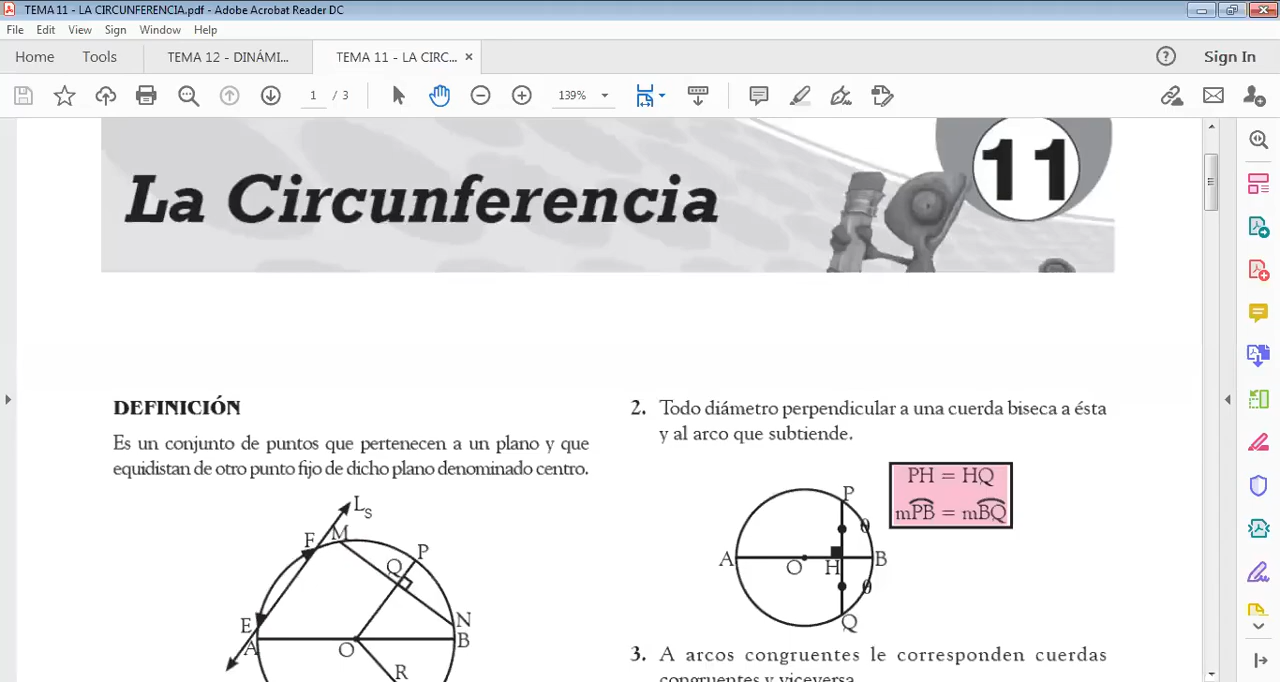 TEMA 11 - LA CIRCUNFERENCIA.pdf - Adobe Acrobat Reader DC
File Edit View Sign Window Help
Home Tools TEMA 12 - DINÁMI... TEMA 11 - LA CIRC... × Sign In
1 / 3 139%
La Circunferencia
11
DEFINICIÓN
Es un conjunto de puntos que pertenecen a un plano y que
equidistan de otro punto fijo de dicho plano denominado centro.
L_S
F M
P
Q
E
N
A
B
O
R
2. Todo diámetro perpendicular a una cuerda biseca a ésta
y al arco que subtiende.
PH = HQ
mPB = mBQ
P
θ
A O H B
θ
Q
3. A arcos congruentes le corresponden cuerdas
congruentes y viceversa